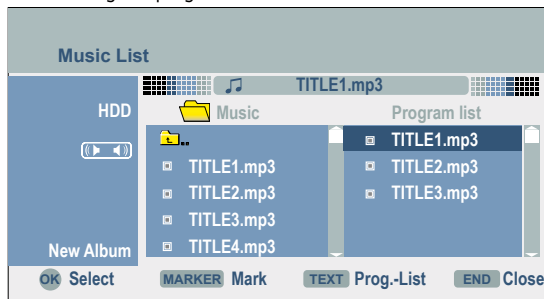 Music List
TITLE1.mp3
HDD
Music
Program list
..
TITLE1.mp3
TITLE1.mp3
TITLE2.mp3
TITLE2.mp3
TITLE3.mp3
TITLE3.mp3
New Album
TITLE4.mp3
OK Select
MARKER Mark
TEXT Prog.-List
END Close